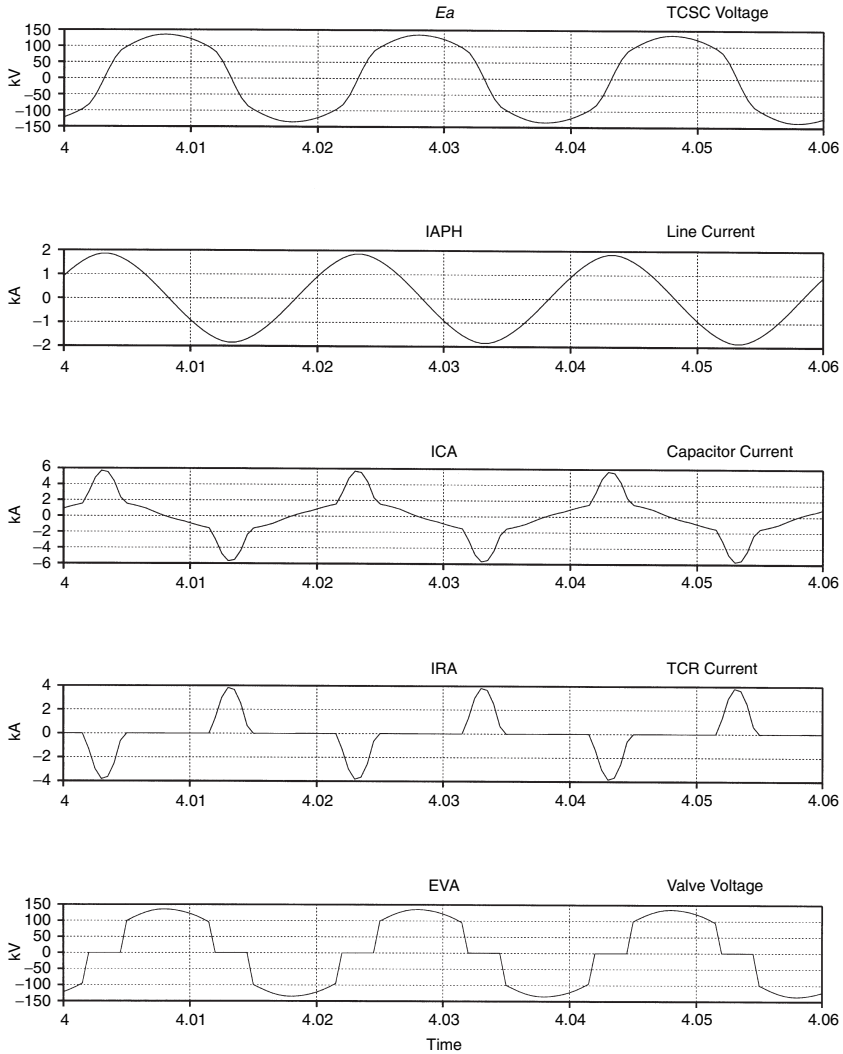 Ea TCSC Voltage
150
100
50
0
−50
−100
−150
kV
4 4.01 4.02 4.03 4.04 4.05 4.06
IAPH Line Current
2
1
0
−1
−2
kA
4 4.01 4.02 4.03 4.04 4.05 4.06
ICA Capacitor Current
6
4
2
0
−2
−4
−6
kA
4 4.01 4.02 4.03 4.04 4.05 4.06
IRA TCR Current
4
2
0
−2
−4
kA
4 4.01 4.02 4.03 4.04 4.05 4.06
EVA Valve Voltage
150
100
50
0
−50
−100
−150
kV
4 4.01 4.02 4.03 4.04 4.05 4.06
Time